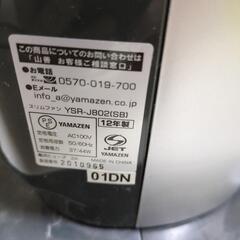 この商品についてのお問い合わせは
「山善 お客様ご相談窓口」
●お電話
0570-019-700
●Eメール
info_a@yamazen.co.jp
スリムファン YSR-J802(SB)
12年製
PSE
YAMAZEN
定格電圧 AC100V
定格周波数 50/60Hz
消費電力 37/44W
JET
YAMAZEN
MADE IN CHINA
2010965
01DN